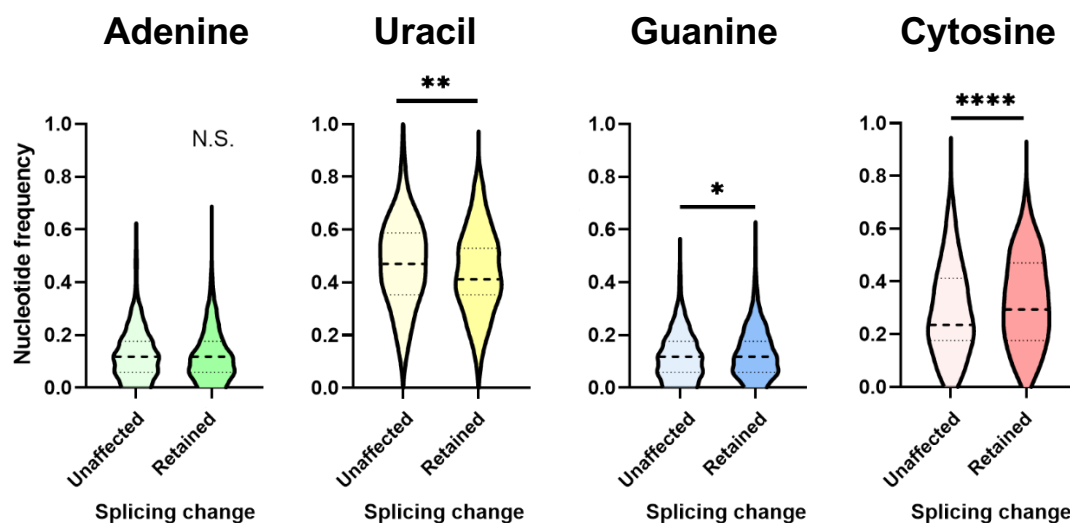 Adenine Uracil Guanine Cytosine
** ****
1.0 1.0 1.0 1.0
N.S.
0.8 0.8 0.8 0.8
*
0.6 0.6 0.6 0.6
0.4 0.4 0.4 0.4
0.2 0.2 0.2 0.2
0.0 0.0 0.0 0.0
Nucleotide frequency
Unaffected Retained Unaffected Retained Unaffected Retained Unaffected Retained
Splicing change Splicing change Splicing change Splicing change